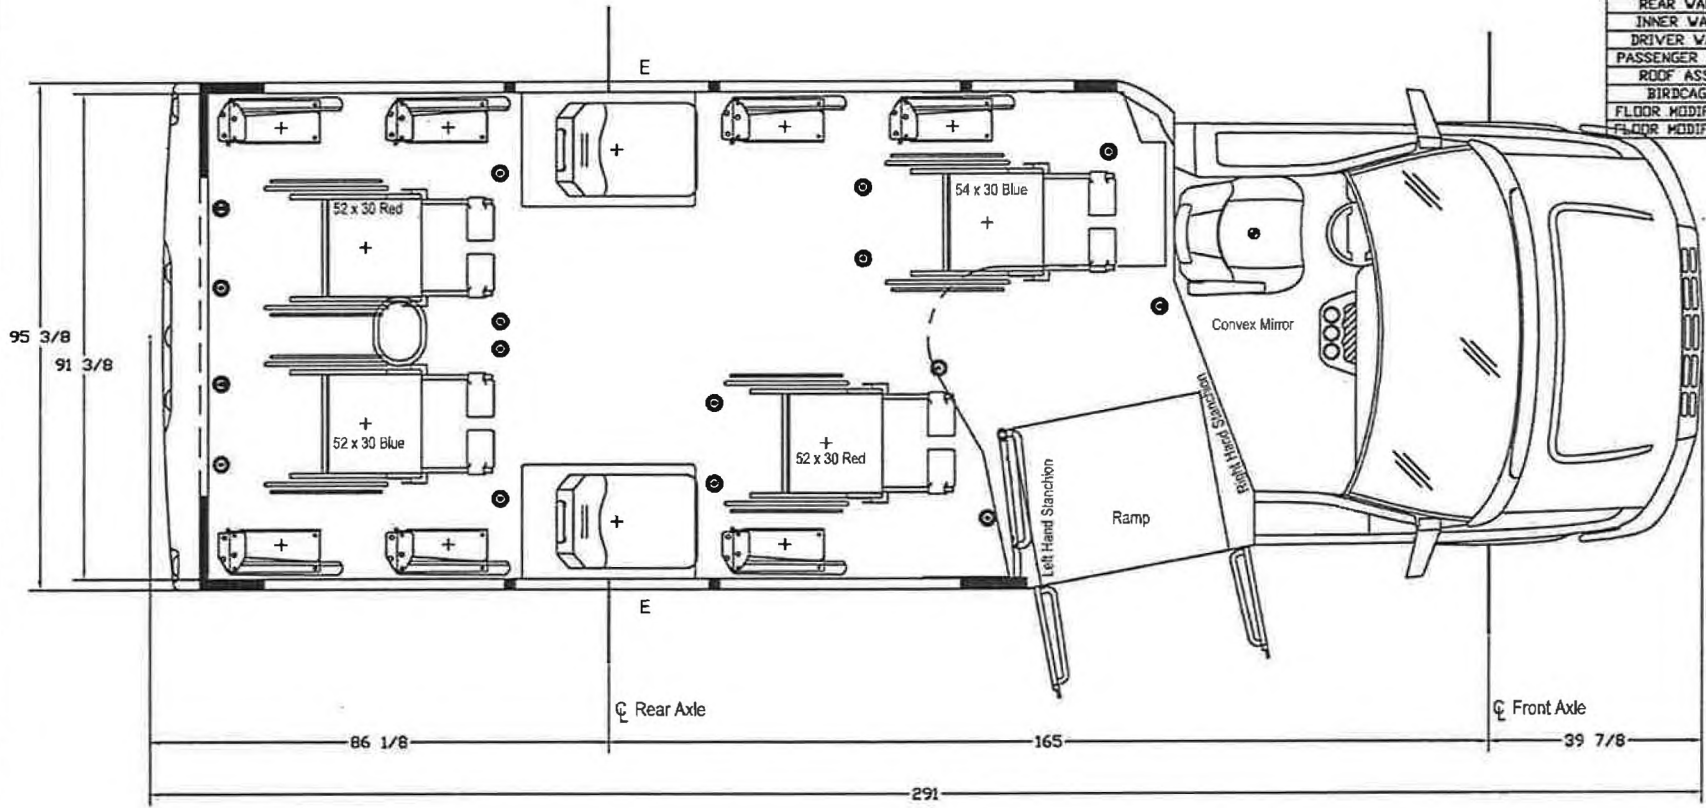 REAR WA
INNER WA
DRIVER W
PASSENGER
ROOF ASS
BIRDCAG
FLOOR MODIF
FLOOR MODIF
E
52 x 30 Red
54 x 30 Blue
95 3/8
91 3/8
Convex Mirror
52 x 30 Blue
52 x 30 Red
Left Hand Stanchion
Right Hand Stanchion
Ramp
E
℄ Rear Axle
℄ Front Axle
86 1/8
165
39 7/8
291